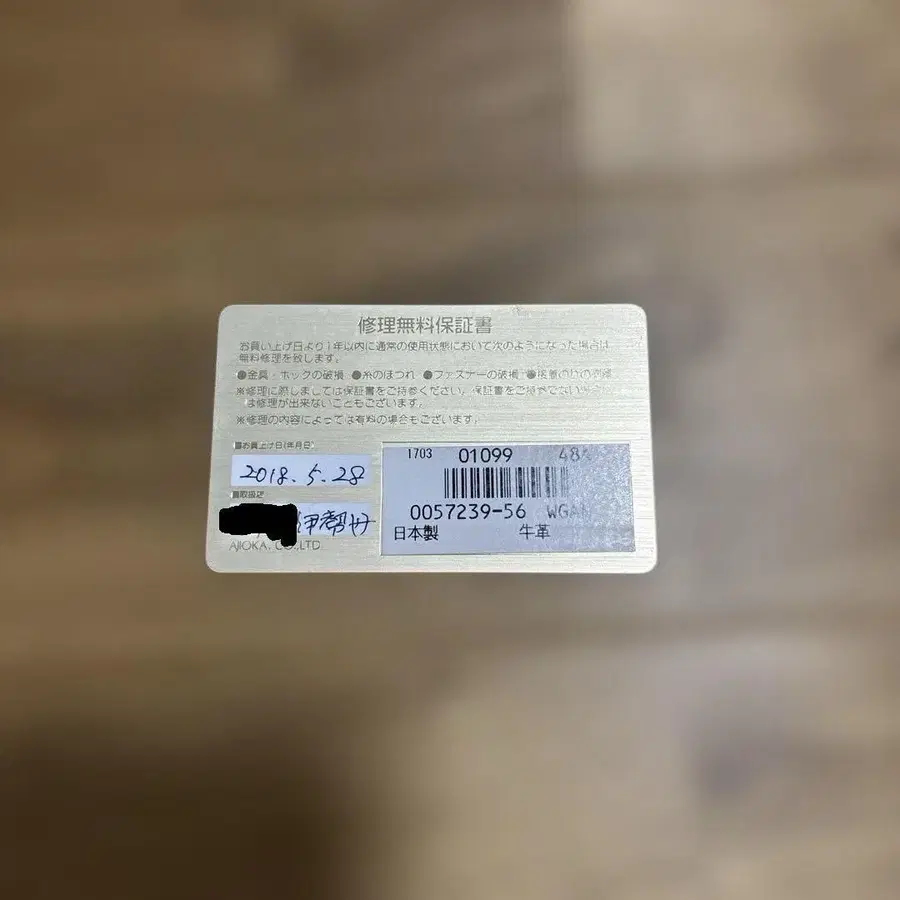 修理無料保証書
お買い上げ日より1年以内に通常の使用状態において次のようになった場合は
無料修理を致します。
●金具・ホックの破損 ●糸のほつれ ●ファスナーの破損 ●接着のりの剥離
※修理に際しましては保証書をご持参ください。保証書をご持参でない場合
は修理が出来ないこともございます。
※修理の内容によっては有料の場合もございます。
■お買上げ日(年月日)
2018.5.28
■取扱店
伊勢丹
AJIOKA. CO.,LTD.
1703 01099 484
0057239-56 WGAN
日本製 牛革